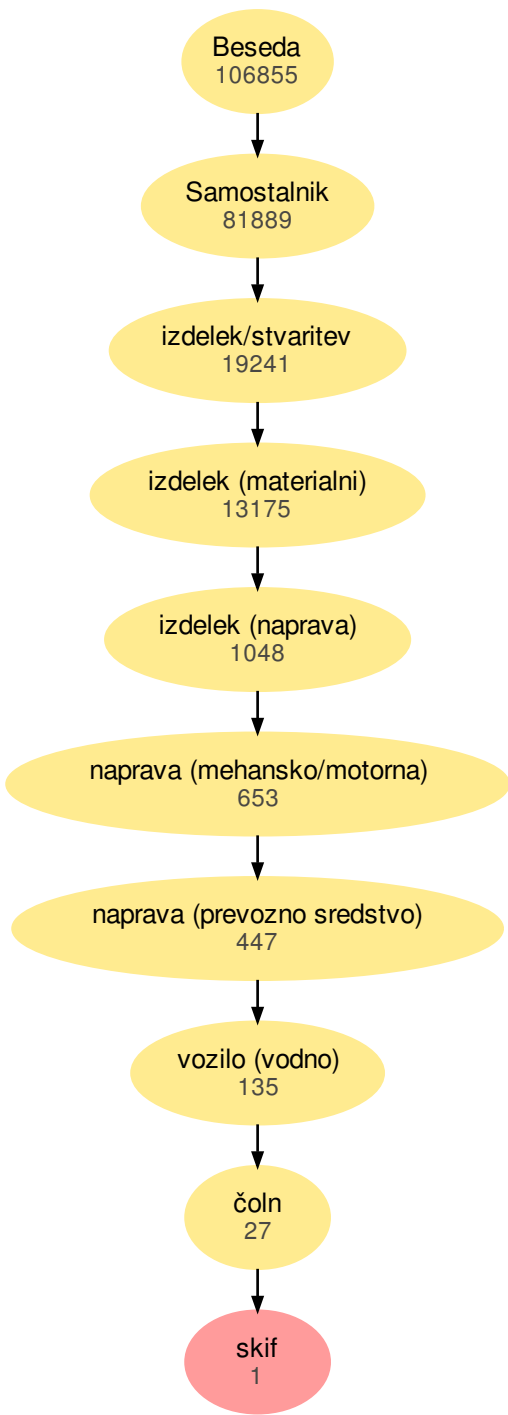 Beseda
106855
Samostalnik
81889
izdelek/stvaritev
19241
izdelek (materialni)
13175
izdelek (naprava)
1048
naprava (mehansko/motorna)
653
naprava (prevozno sredstvo)
447
vozilo (vodno)
135
čoln
27
skif
1